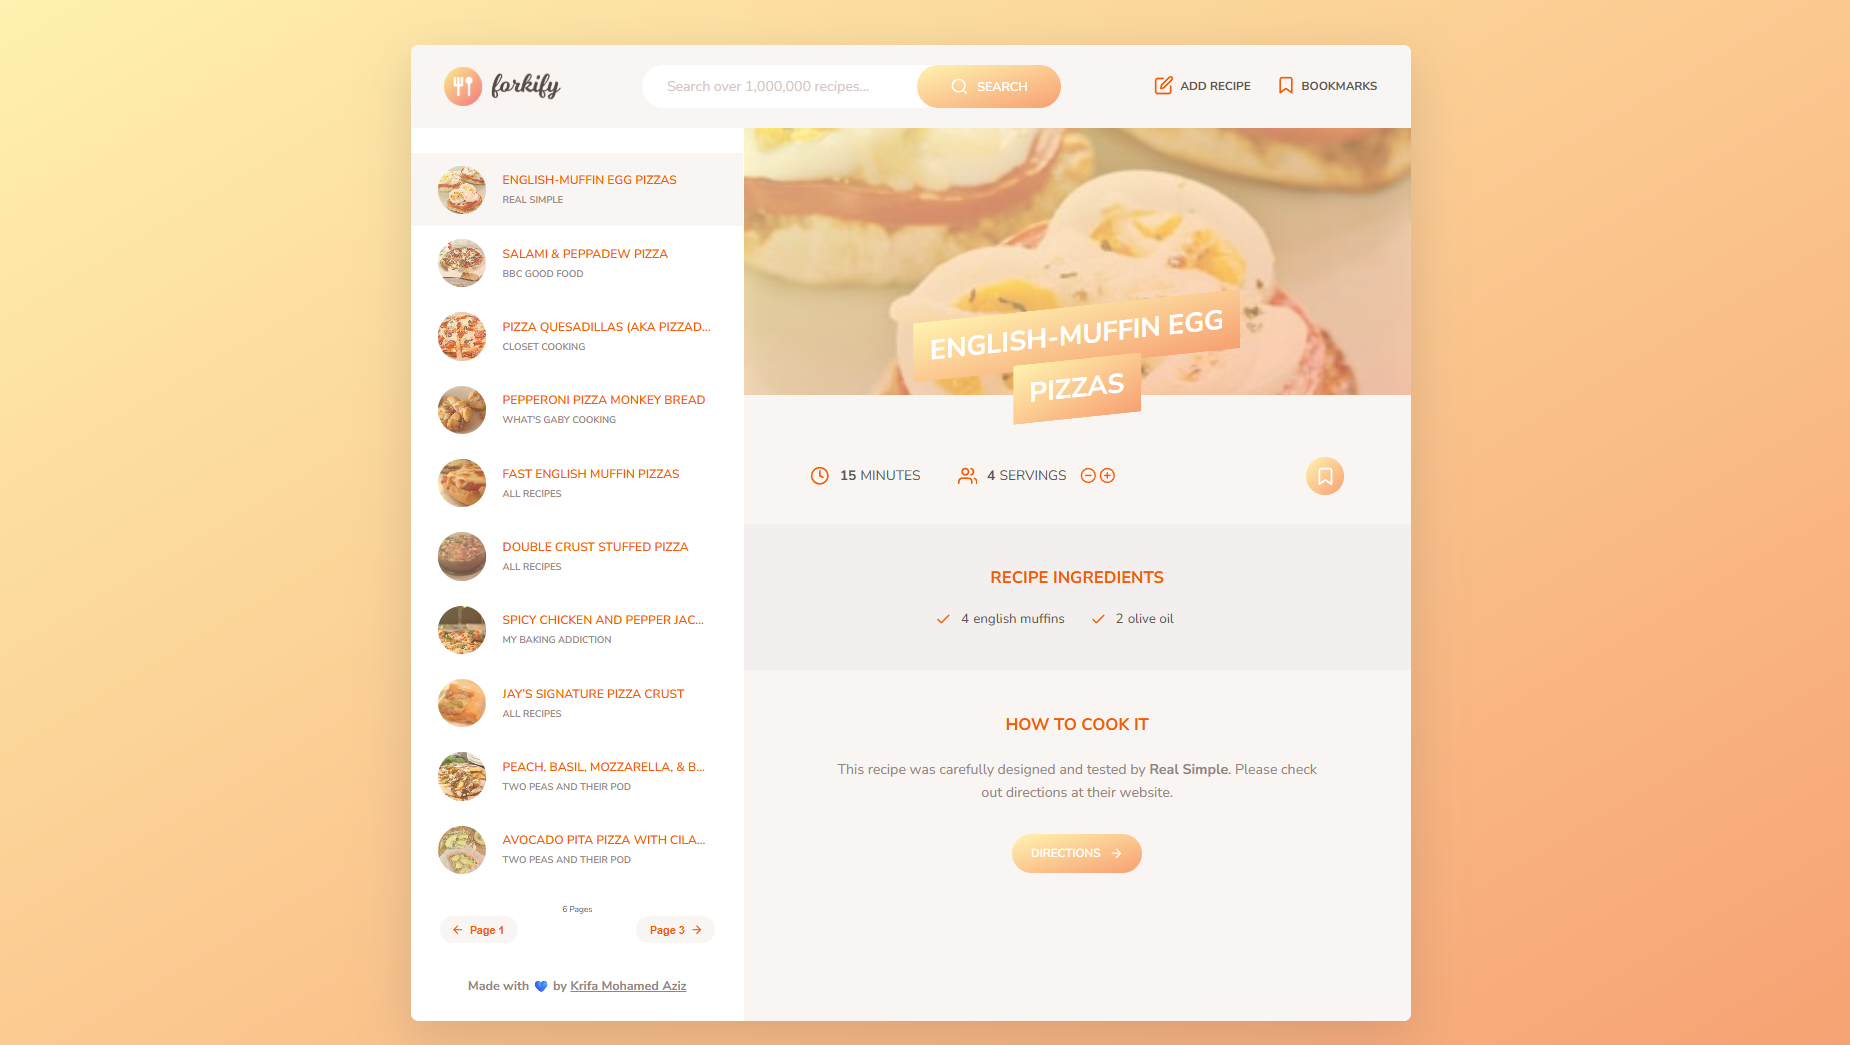 forkify
Search over 1,000,000 recipes...
SEARCH
ADD RECIPE
BOOKMARKS
ENGLISH-MUFFIN EGG PIZZAS
REAL SIMPLE
SALAMI & PEPPADEW PIZZA
BBC GOOD FOOD
PIZZA QUESADILLAS (AKA PIZZAD...
CLOSET COOKING
PEPPERONI PIZZA MONKEY BREAD
WHAT'S GABY COOKING
FAST ENGLISH MUFFIN PIZZAS
ALL RECIPES
DOUBLE CRUST STUFFED PIZZA
ALL RECIPES
SPICY CHICKEN AND PEPPER JAC...
MY BAKING ADDICTION
JAY'S SIGNATURE PIZZA CRUST
ALL RECIPES
PEACH, BASIL, MOZZARELLA, & B...
TWO PEAS AND THEIR POD
AVOCADO PITA PIZZA WITH CILA...
TWO PEAS AND THEIR POD
6 Pages
Page 1
Page 3
Made with 💙 by Krifa Mohamed Aziz
ENGLISH-MUFFIN EGG
PIZZAS
15 MINUTES
4 SERVINGS
RECIPE INGREDIENTS
4 english muffins
2 olive oil
HOW TO COOK IT
This recipe was carefully designed and tested by Real Simple. Please check
out directions at their website.
DIRECTIONS